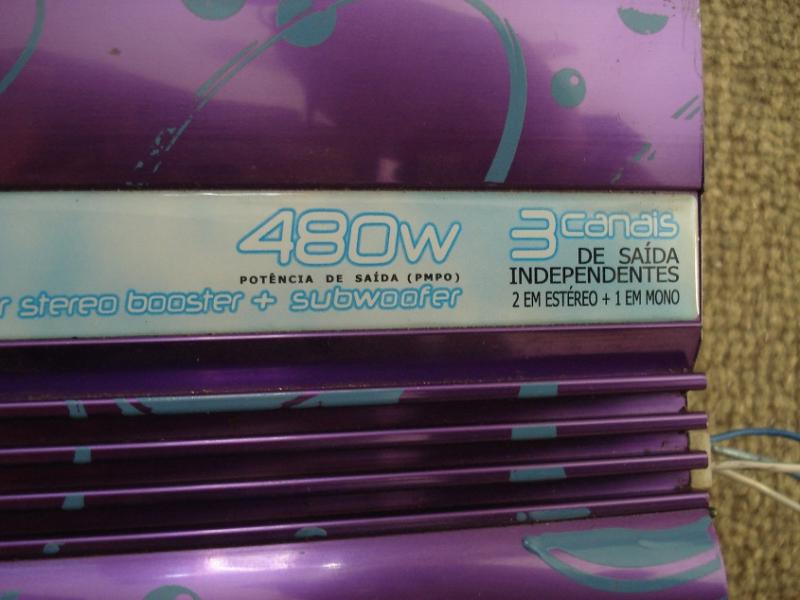 480W
POTÊNCIA DE SAÍDA (PMPO)
r stereo booster + subwoofer
3 canais
DE SAÍDA
INDEPENDENTES
2 EM ESTÉREO + 1 EM MONO